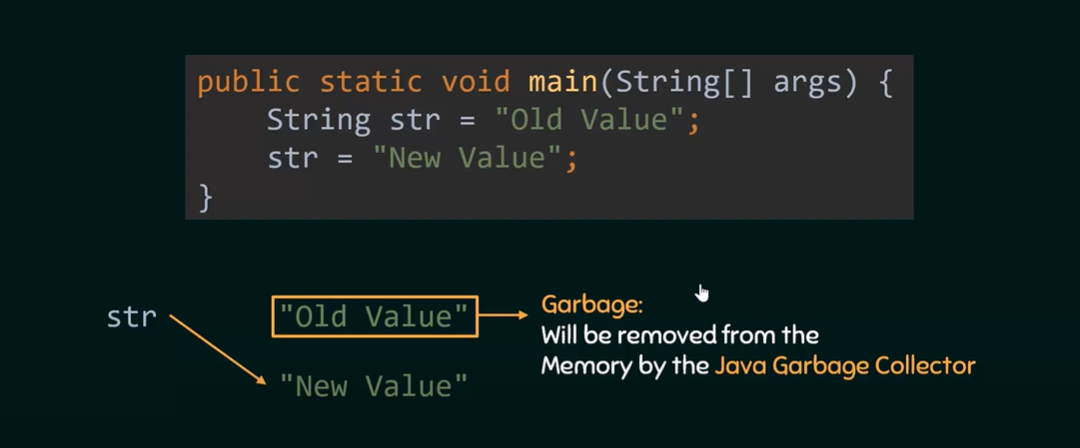 public static void main(String[] args) {
    String str = "Old Value";
    str = "New Value";
}
str
"Old Value"
Garbage:
Will be removed from the
Memory by the Java Garbage Collector
"New Value"